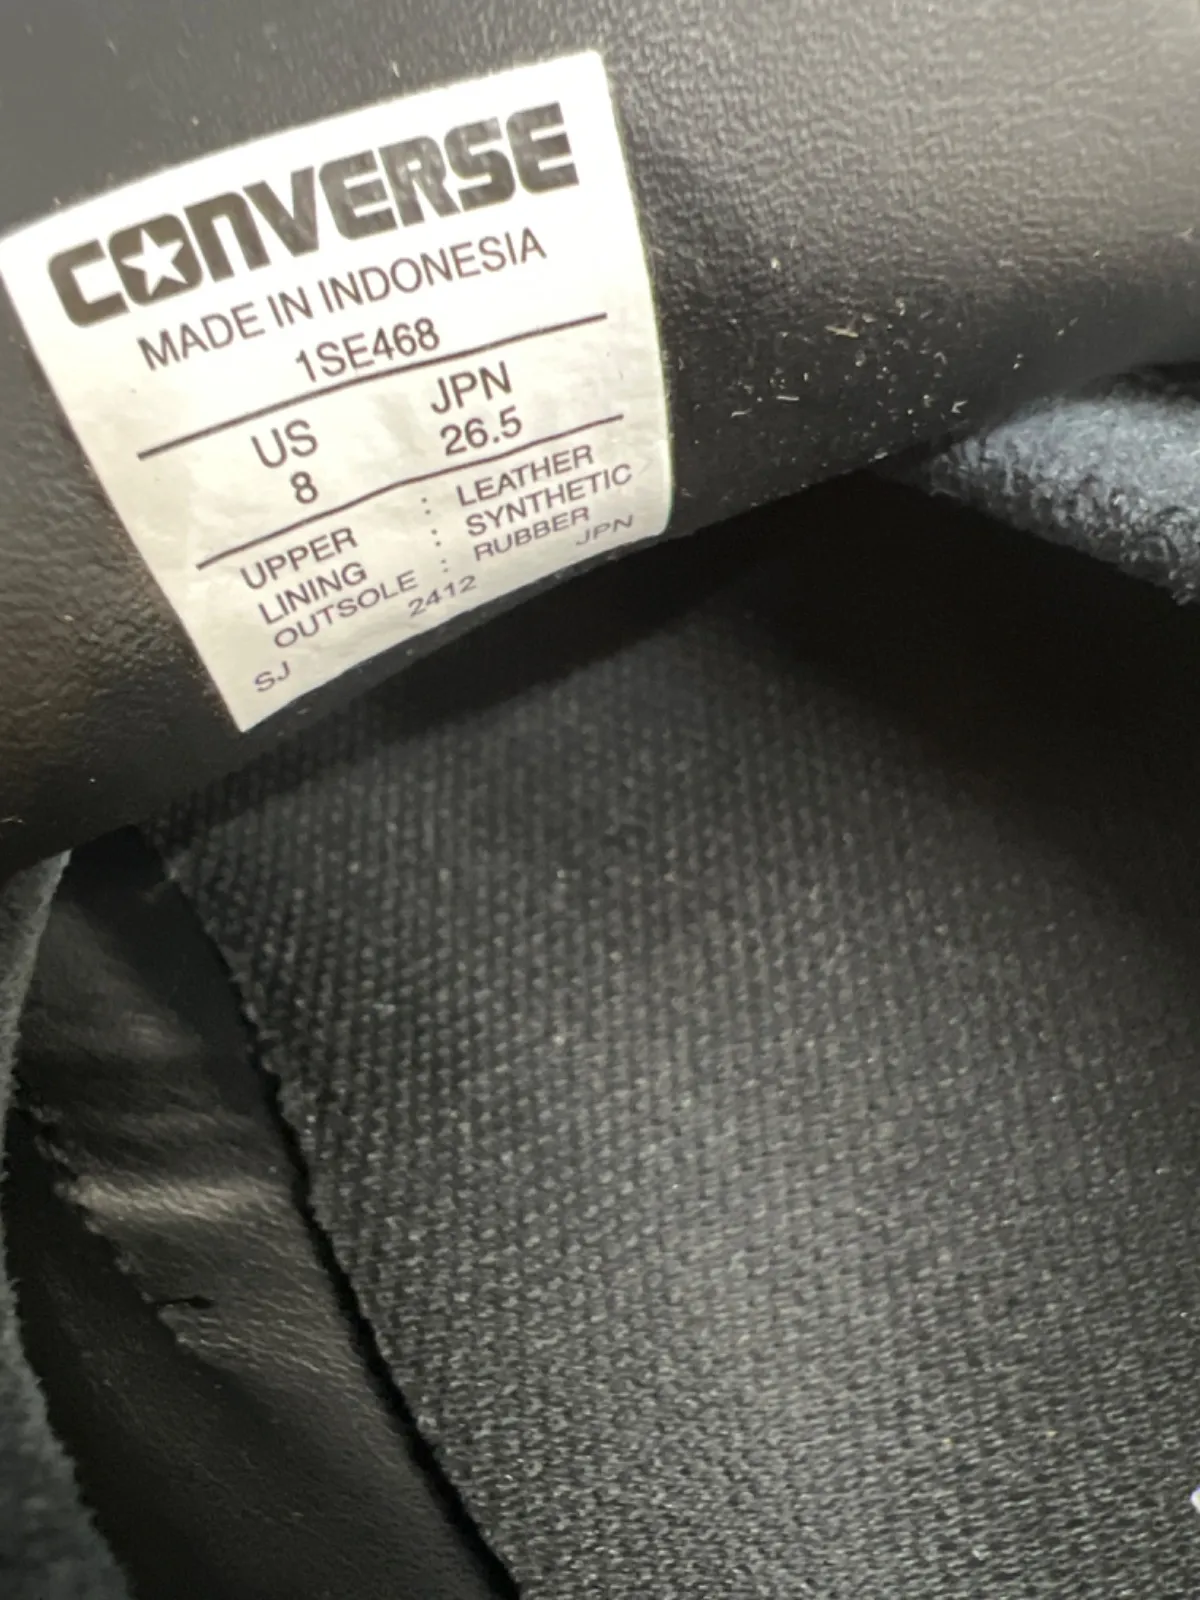 CONVERSE
MADE IN INDONESIA
1SE468
US JPN
8 26.5
UPPER : LEATHER
LINING : SYNTHETIC
OUTSOLE : RUBBER
2412 JPN
SJ